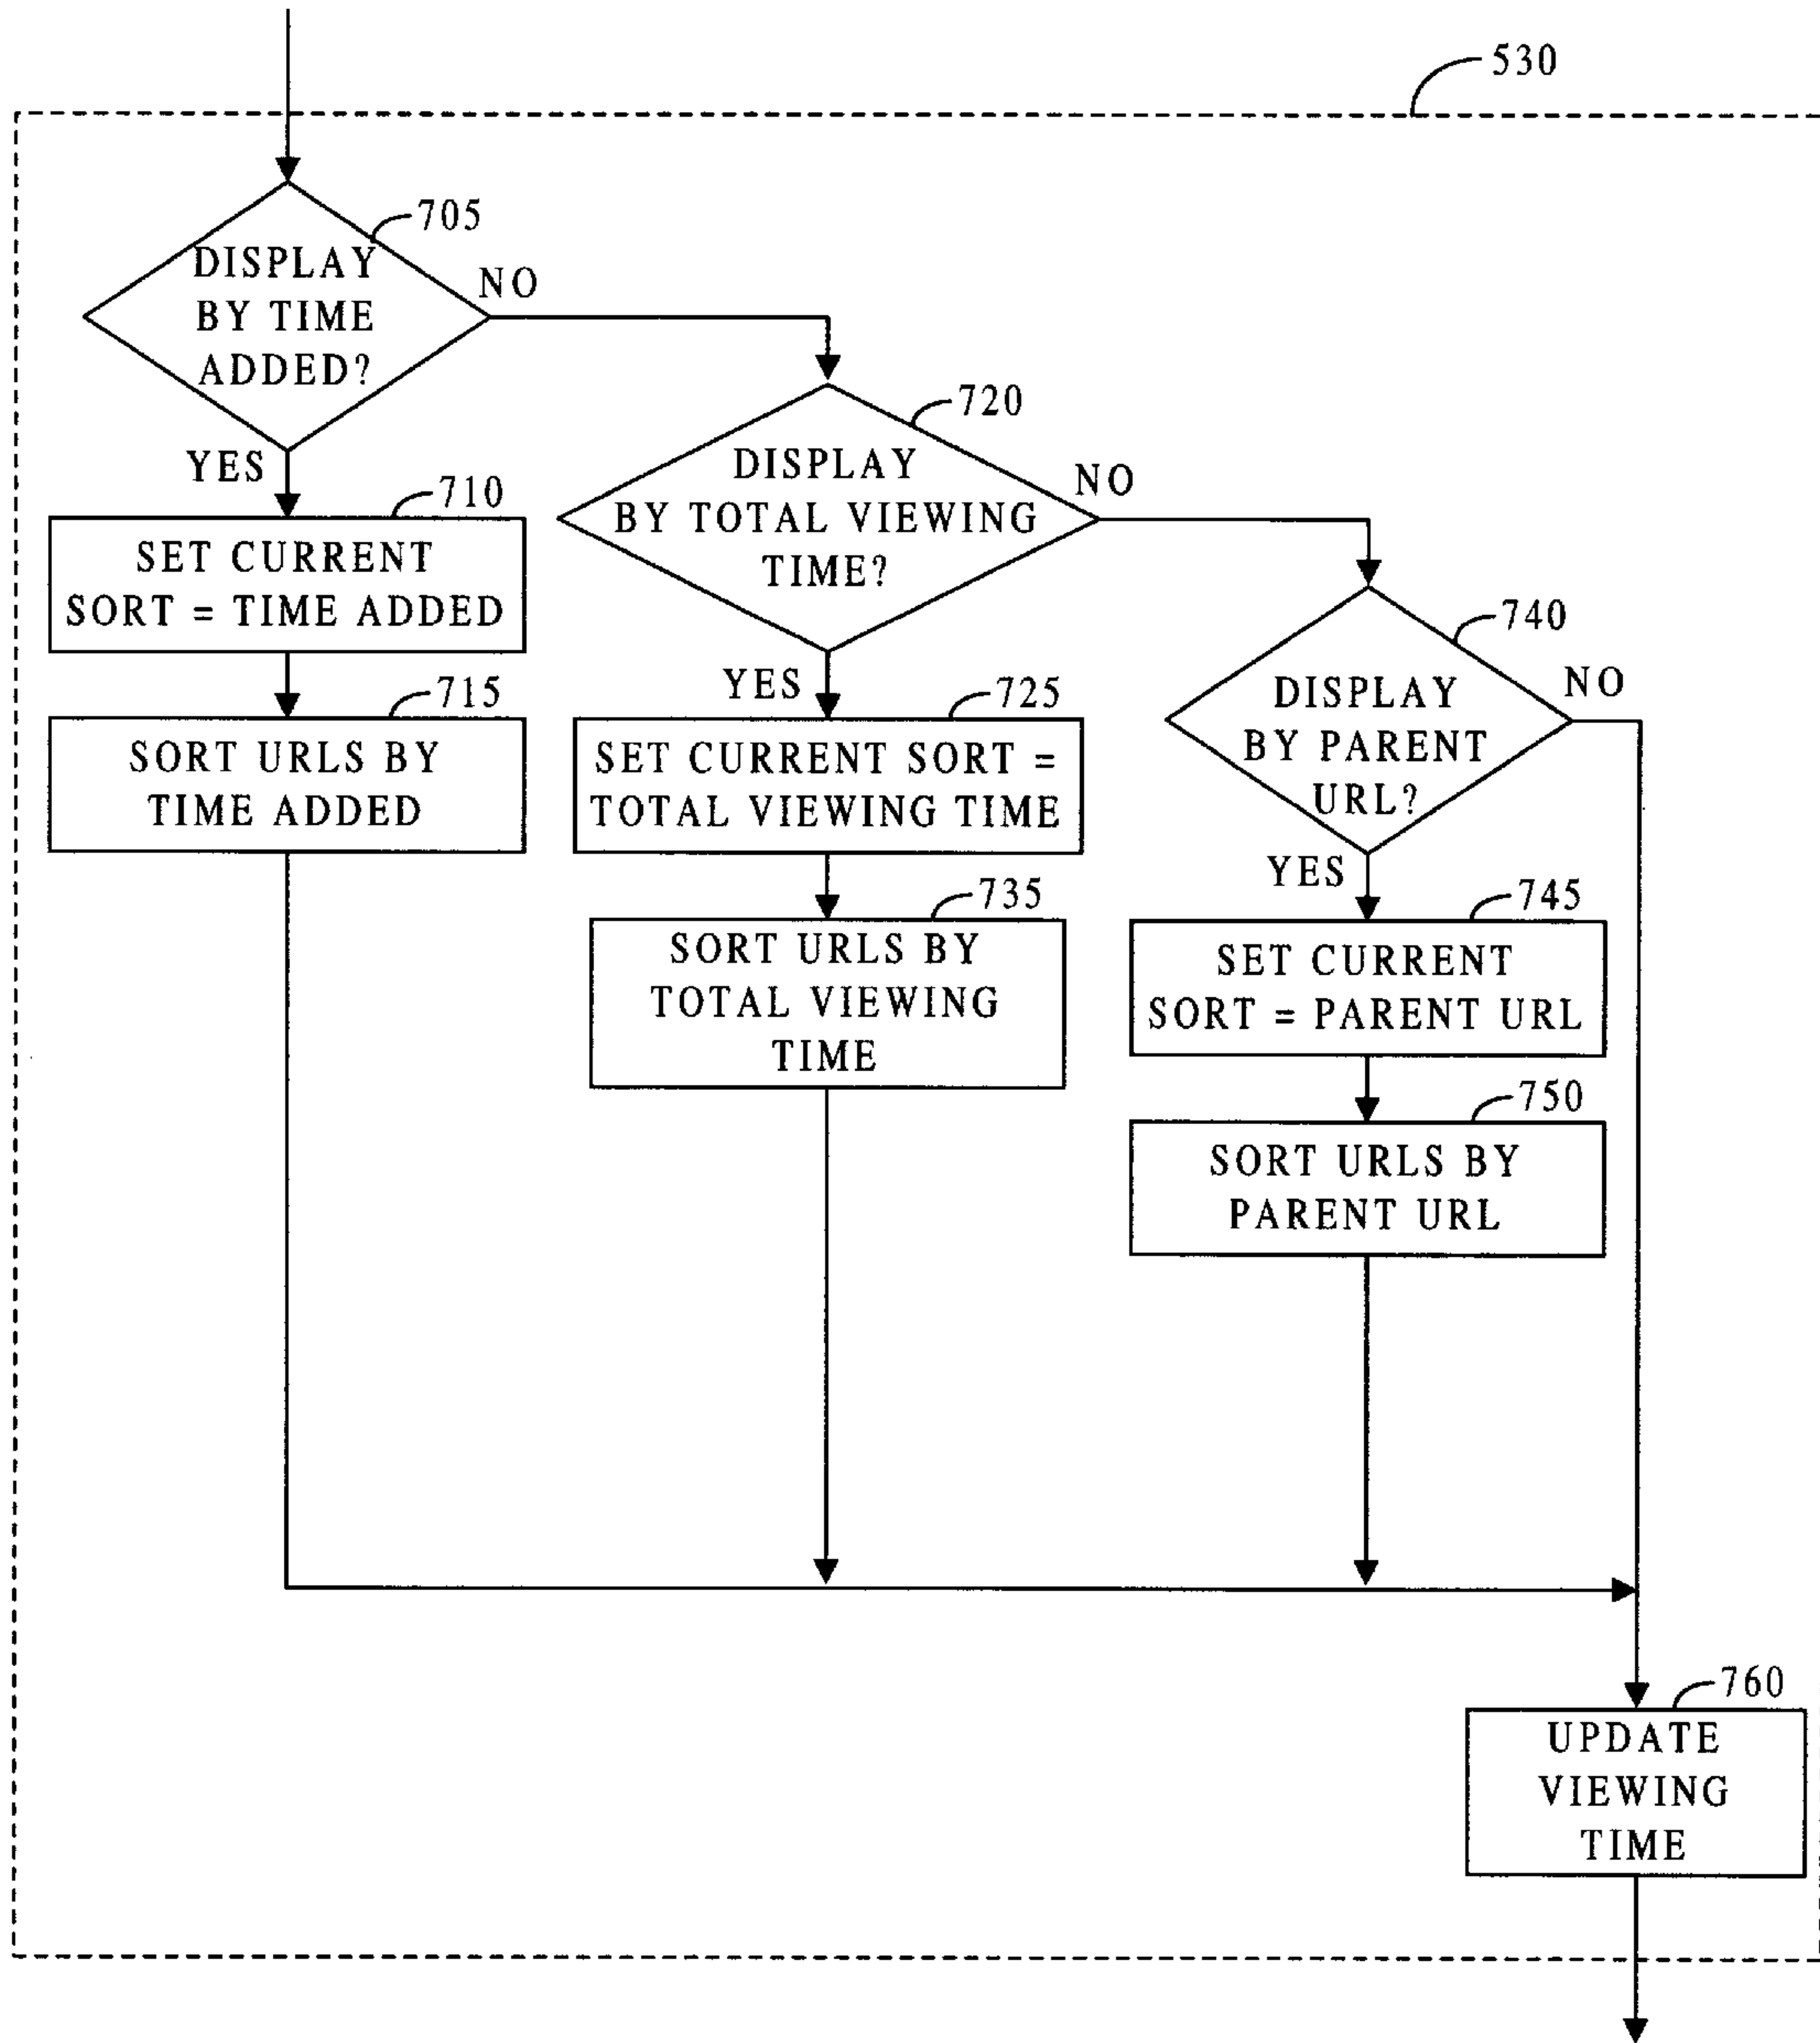 530
705
DISPLAY
BY TIME
ADDED?
NO
YES
710
SET CURRENT
SORT = TIME ADDED
715
SORT URLS BY
TIME ADDED
720
DISPLAY
BY TOTAL VIEWING
TIME?
NO
YES
725
SET CURRENT SORT =
TOTAL VIEWING TIME
735
SORT URLS BY
TOTAL VIEWING
TIME
740
DISPLAY
BY PARENT
URL?
NO
YES
745
SET CURRENT
SORT = PARENT URL
750
SORT URLS BY
PARENT URL
760
UPDATE
VIEWING
TIME